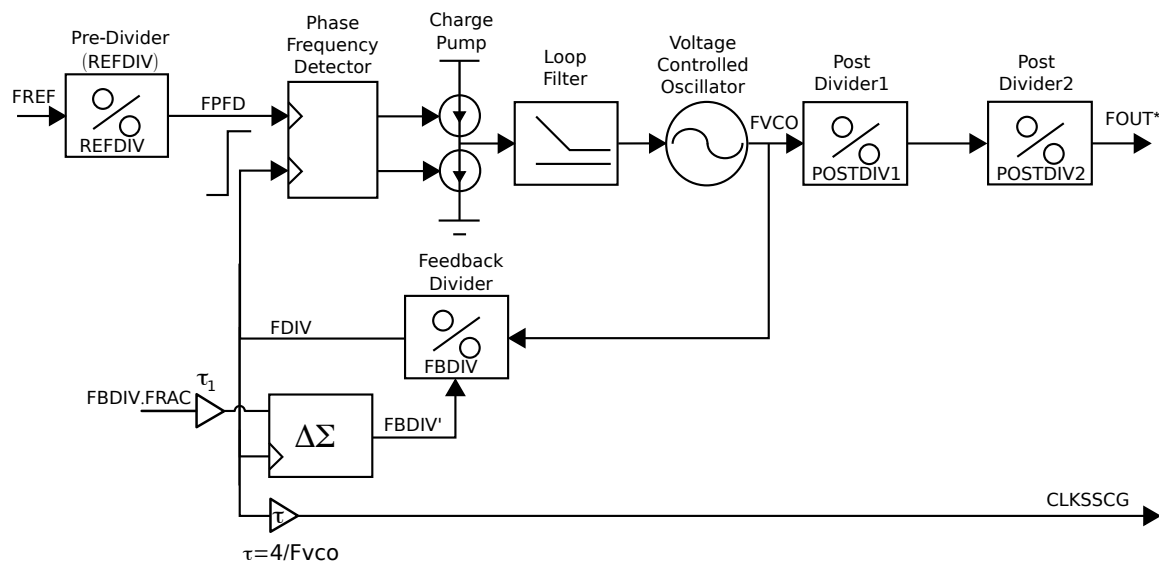 Pre-Divider
(REFDIV)
FREF
REFDIV
FPFD
Phase
Frequency
Detector
Charge
Pump
Loop
Filter
Voltage
Controlled
Oscillator
FVCO
Post
Divider1
POSTDIV1
Post
Divider2
POSTDIV2
FOUT*
Feedback
Divider
FBDIV
FDIV
FBDIV.FRAC
τ1
ΔΣ
FBDIV'
τ
τ=4/Fvco
CLKSSCG